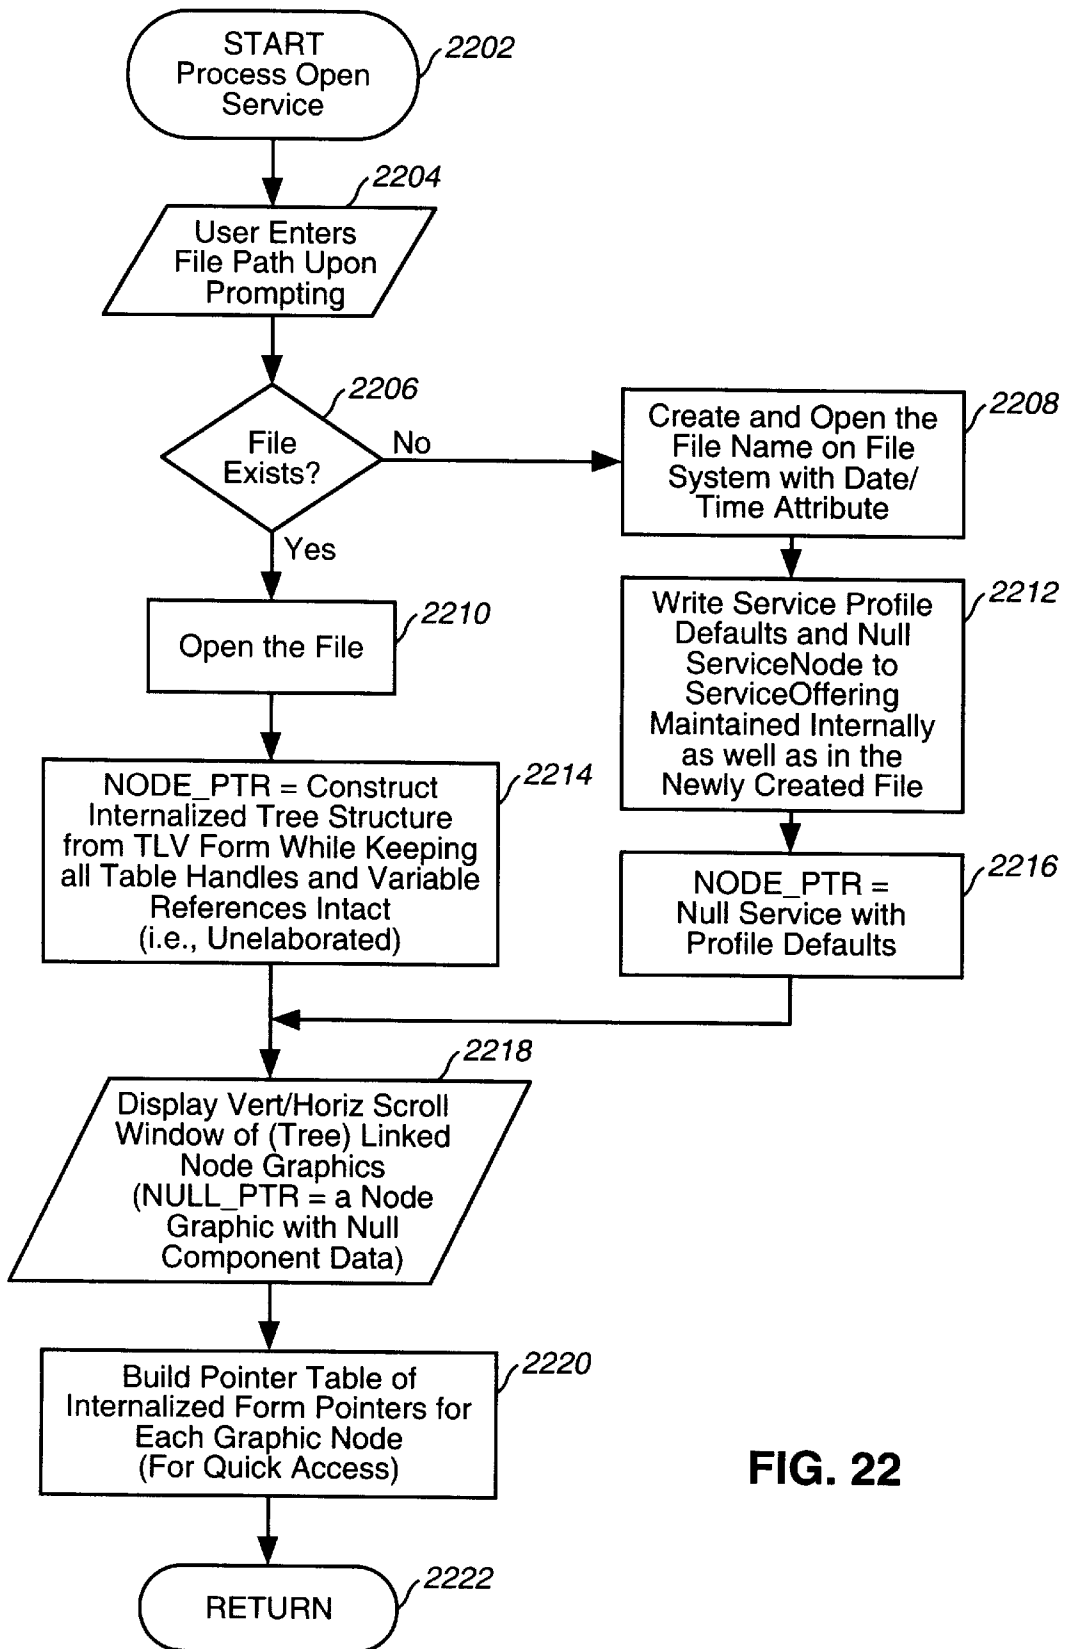 START
Process Open
Service
2202
2204
User Enters
File Path Upon
Prompting
2206
File
Exists?
No
Yes
2208
Create and Open the
File Name on File
System with Date/
Time Attribute
2210
Open the File
2212
Write Service Profile
Defaults and Null
ServiceNode to
ServiceOffering
Maintained Internally
as well as in the
Newly Created File
2214
NODE_PTR = Construct
Internalized Tree Structure
from TLV Form While Keeping
all Table Handles and Variable
References Intact
(i.e., Unelaborated)
2216
NODE_PTR =
Null Service with
Profile Defaults
2218
Display Vert/Horiz Scroll
Window of (Tree) Linked
Node Graphics
(NULL_PTR = a Node
Graphic with Null
Component Data)
2220
Build Pointer Table of
Internalized Form Pointers for
Each Graphic Node
(For Quick Access)
FIG. 22
2222
RETURN